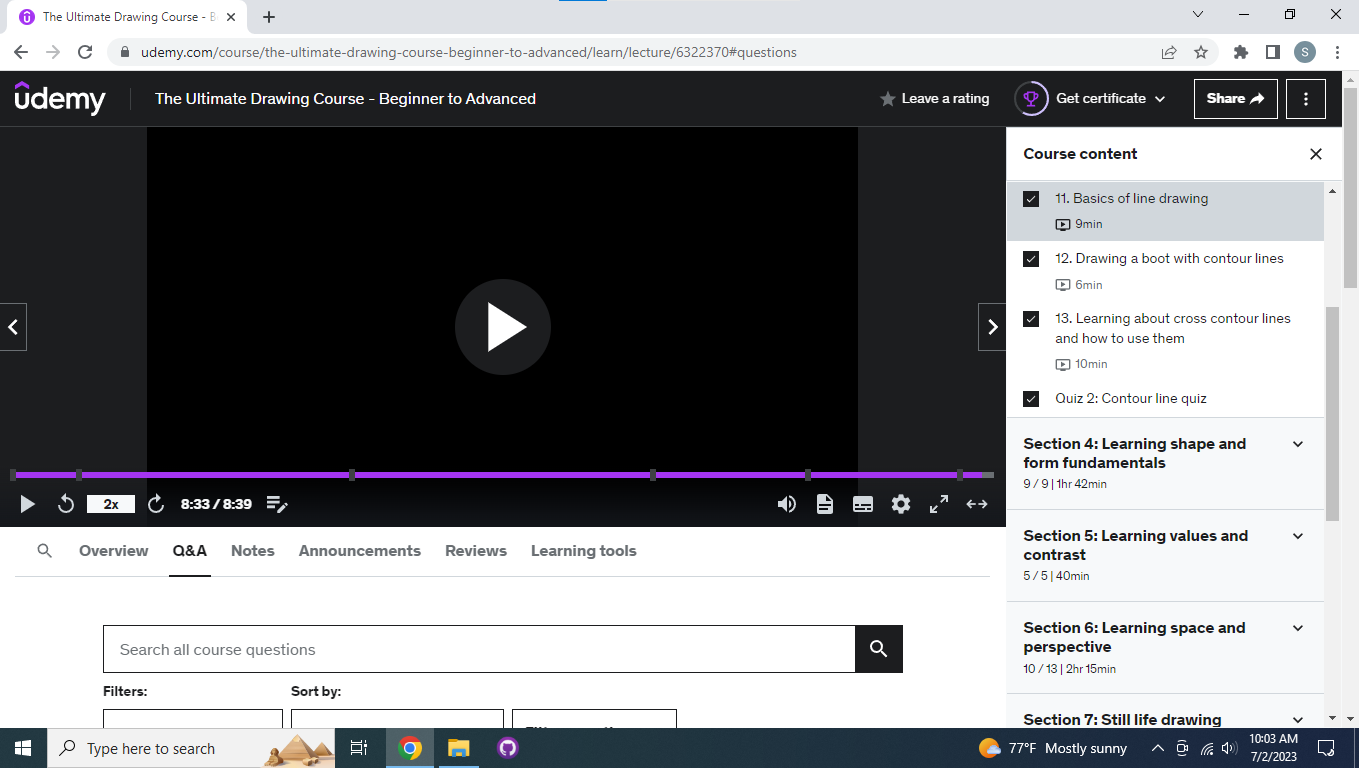 The Ultimate Drawing Course - B
udemy.com/course/the-ultimate-drawing-course-beginner-to-advanced/learn/lecture/6322370#questions
S
udemy
The Ultimate Drawing Course - Beginner to Advanced
Leave a rating
Get certificate
Share
Course content
11. Basics of line drawing
9min
12. Drawing a boot with contour lines
6min
13. Learning about cross contour lines
and how to use them
10min
Quiz 2: Contour line quiz
Section 4: Learning shape and
form fundamentals
9 / 9 | 1hr 42min
Section 5: Learning values and
contrast
5 / 5 | 40min
Section 6: Learning space and
perspective
10 / 13 | 2hr 15min
Section 7: Still life drawing
2x
8:33 / 8:39
Overview
Q&A
Notes
Announcements
Reviews
Learning tools
Search all course questions
Filters:
Sort by:
Type here to search
77°F Mostly sunny
10:03 AM
7/2/2023